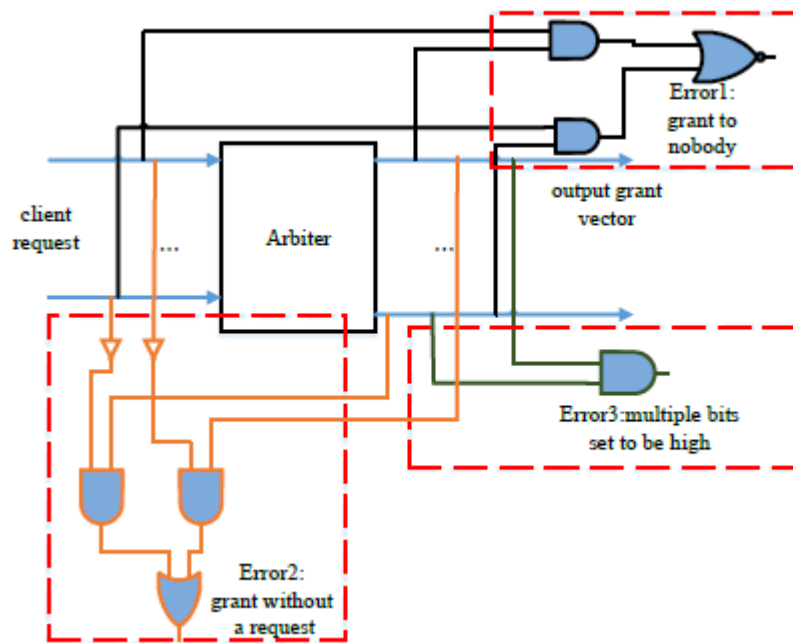 Error1:
grant to
nobody
client
request
...
Arbiter
...
output grant
vector
Error3:multiple bits
set to be high
Error2:
grant without
a request